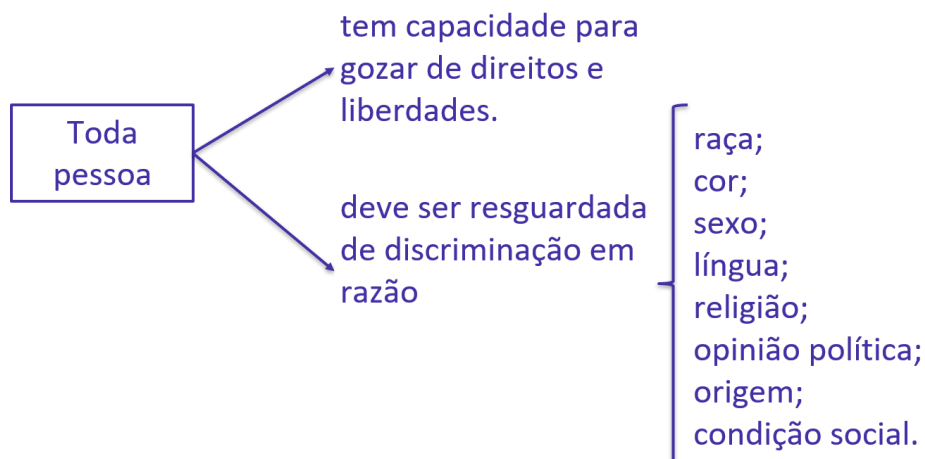 Toda
pessoa
tem capacidade para
gozar de direitos e
liberdades.
deve ser resguardada
de discriminação em
razão
raça;
cor;
sexo;
língua;
religião;
opinião política;
origem;
condição social.